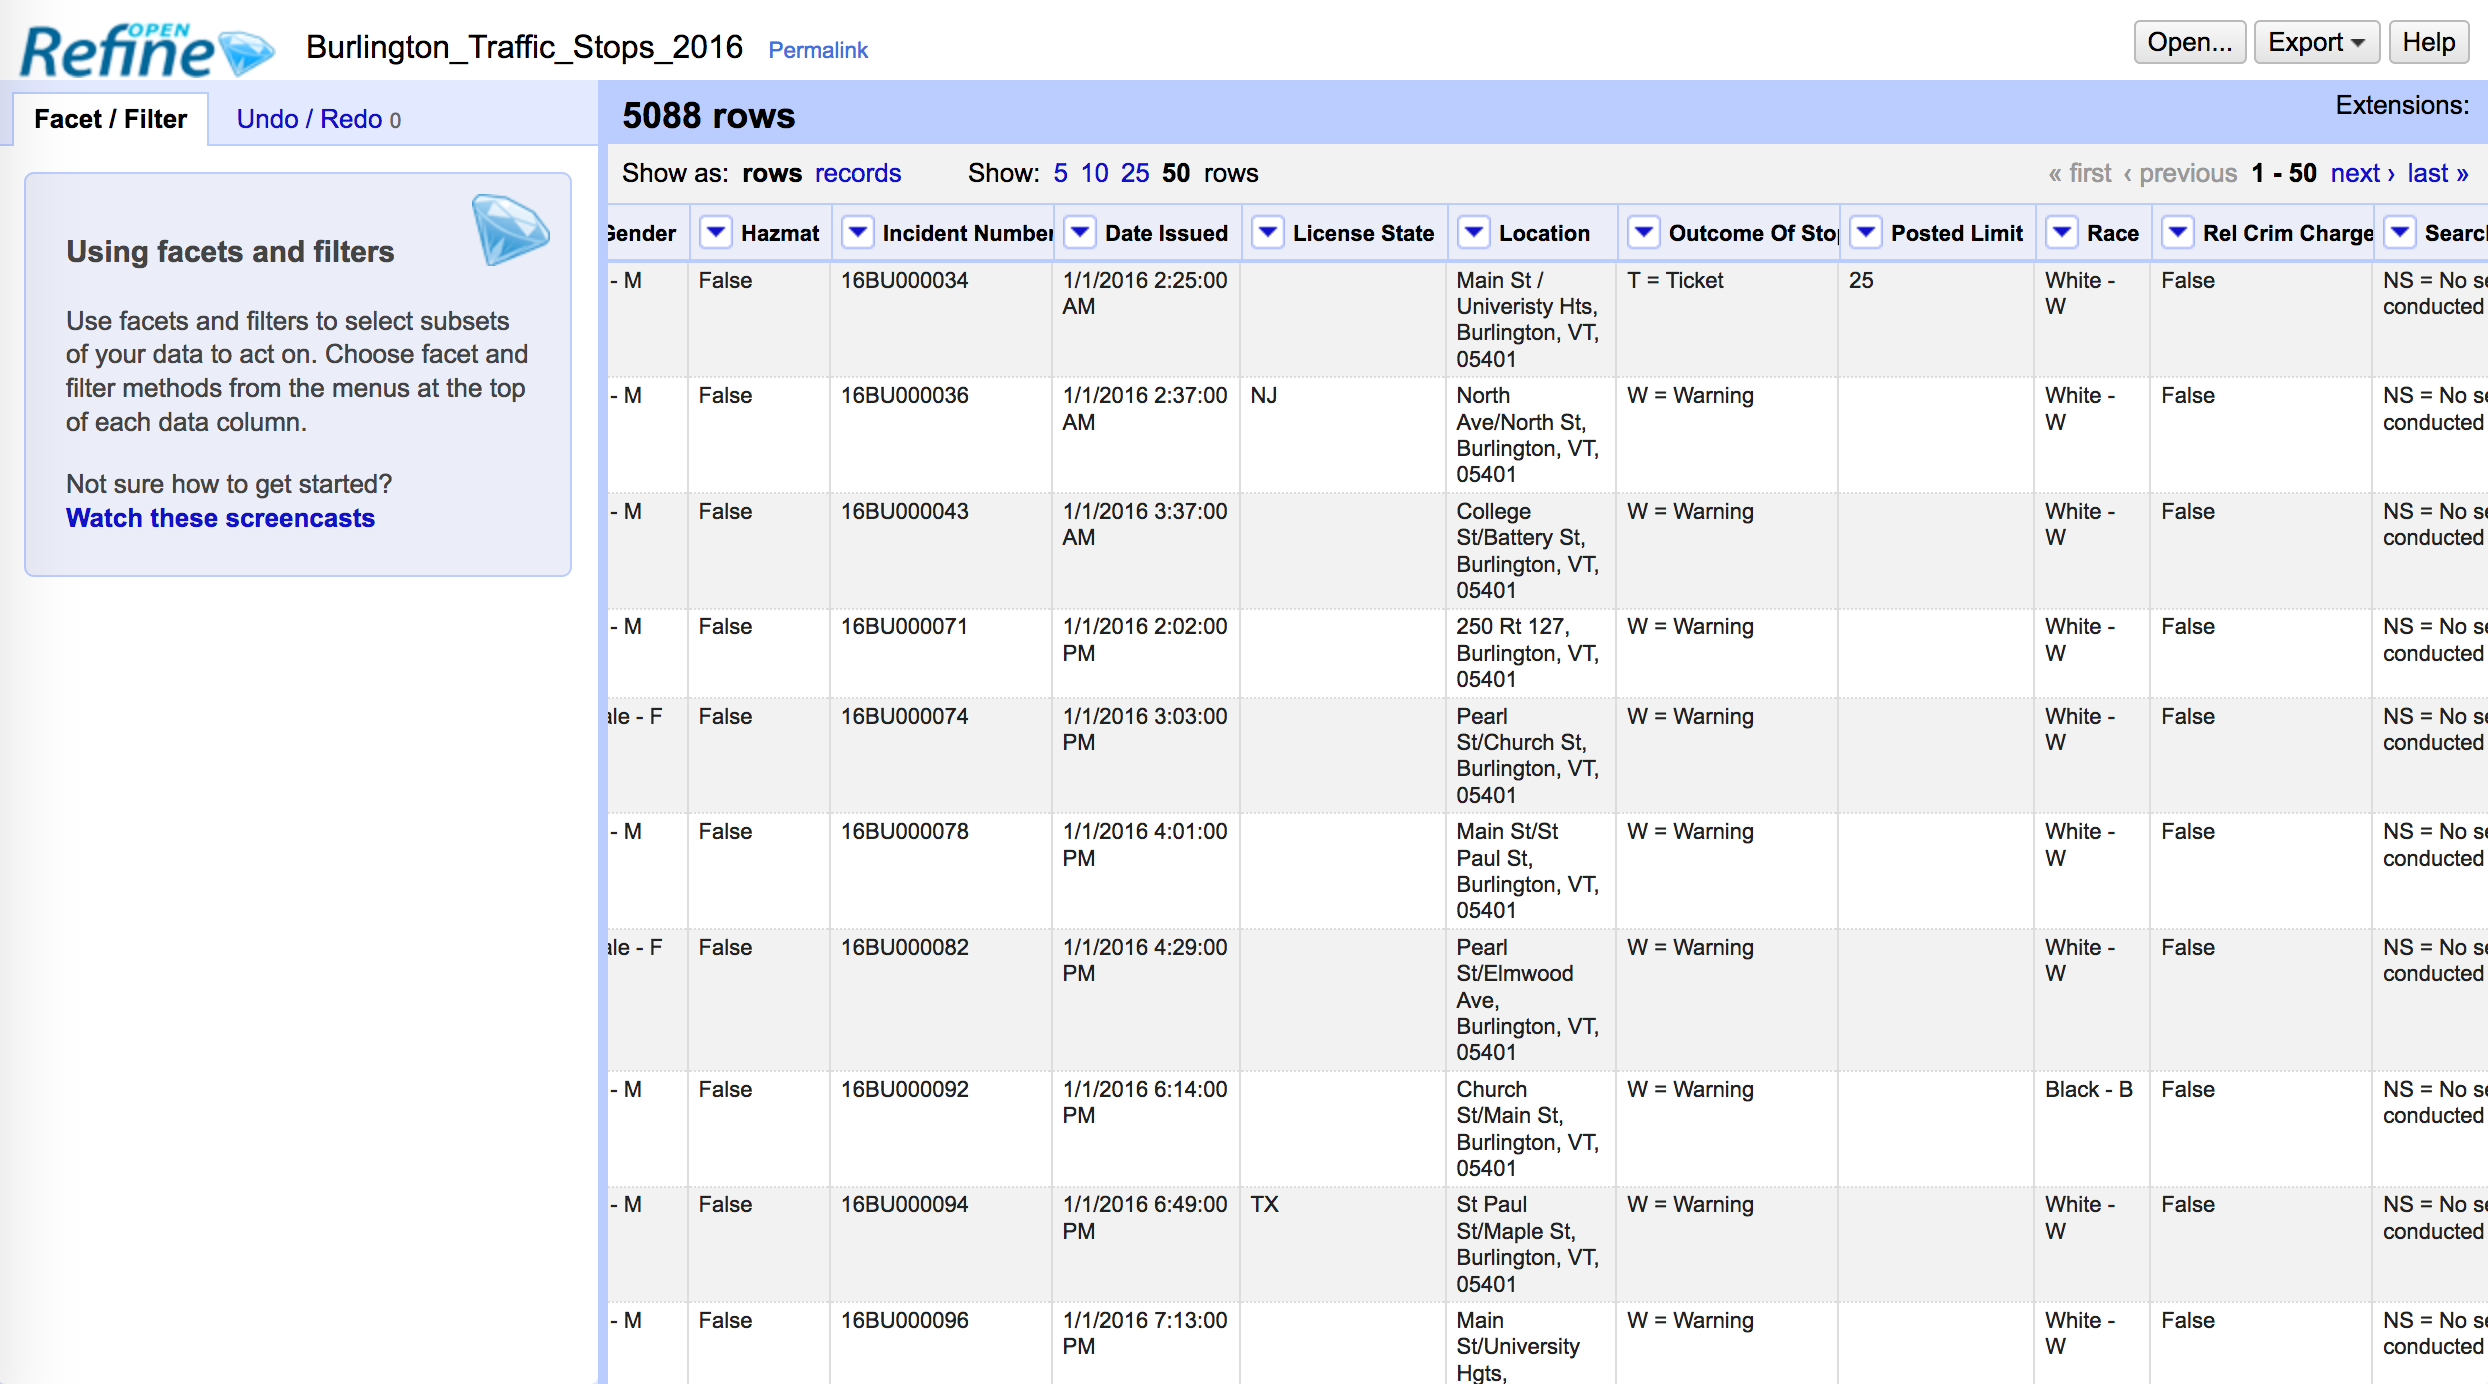 OPEN Refine Burlington_Traffic_Stops_2016 Permalink Open... Export Help
Facet / Filter Undo / Redo 0
Using facets and filters
Use facets and filters to select subsets
of your data to act on. Choose facet and
filter methods from the menus at the top
of each data column.
Not sure how to get started?
Watch these screencasts
5088 rows Extensions:
Show as: rows records Show: 5 10 25 50 rows « first ‹ previous 1 - 50 next › last »
Gender Hazmat Incident Number Date Issued License State Location Outcome Of Stop Posted Limit Race Rel Crim Charge Search
- M False 16BU000034 1/1/2016 2:25:00 Main St / T = Ticket 25 White - False NS = No se
AM Univeristy Hts, W conducted
Burlington, VT,
05401
- M False 16BU000036 1/1/2016 2:37:00 NJ North W = Warning White - False NS = No se
AM Ave/North St, W conducted
Burlington, VT,
05401
- M False 16BU000043 1/1/2016 3:37:00 College W = Warning White - False NS = No se
AM St/Battery St, W conducted
Burlington, VT,
05401
- M False 16BU000071 1/1/2016 2:02:00 250 Rt 127, W = Warning White - False NS = No se
PM Burlington, VT, W conducted
05401
ale - F False 16BU000074 1/1/2016 3:03:00 Pearl W = Warning White - False NS = No se
PM St/Church St, W conducted
Burlington, VT,
05401
- M False 16BU000078 1/1/2016 4:01:00 Main St/St W = Warning White - False NS = No se
PM Paul St, W conducted
Burlington, VT,
05401
ale - F False 16BU000082 1/1/2016 4:29:00 Pearl W = Warning White - False NS = No se
PM St/Elmwood W conducted
Ave,
Burlington, VT,
05401
- M False 16BU000092 1/1/2016 6:14:00 Church W = Warning Black - B False NS = No se
PM St/Main St, conducted
Burlington, VT,
05401
- M False 16BU000094 1/1/2016 6:49:00 TX St Paul W = Warning White - False NS = No se
PM St/Maple St, W conducted
Burlington, VT,
05401
- M False 16BU000096 1/1/2016 7:13:00 Main W = Warning White - False NS = No se
PM St/University W conducted
Hgts,